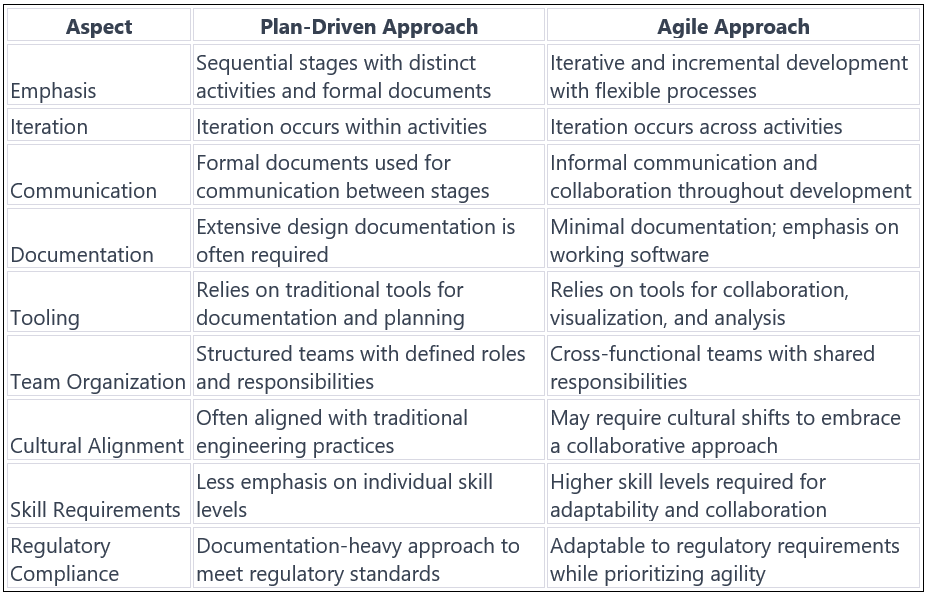 Aspect Plan-Driven Approach Agile Approach
Emphasis
Sequential stages with distinct
activities and formal documents
Iterative and incremental development
with flexible processes
Iteration
Iteration occurs within activities
Iteration occurs across activities
Communication
Formal documents used for
communication between stages
Informal communication and
collaboration throughout development
Documentation
Extensive design documentation is
often required
Minimal documentation; emphasis on
working software
Tooling
Relies on traditional tools for
documentation and planning
Relies on tools for collaboration,
visualization, and analysis
Team Organization
Structured teams with defined roles
and responsibilities
Cross-functional teams with shared
responsibilities
Cultural Alignment
Often aligned with traditional
engineering practices
May require cultural shifts to embrace
a collaborative approach
Skill Requirements
Less emphasis on individual skill
levels
Higher skill levels required for
adaptability and collaboration
Regulatory
Compliance
Documentation-heavy approach to
meet regulatory standards
Adaptable to regulatory requirements
while prioritizing agility